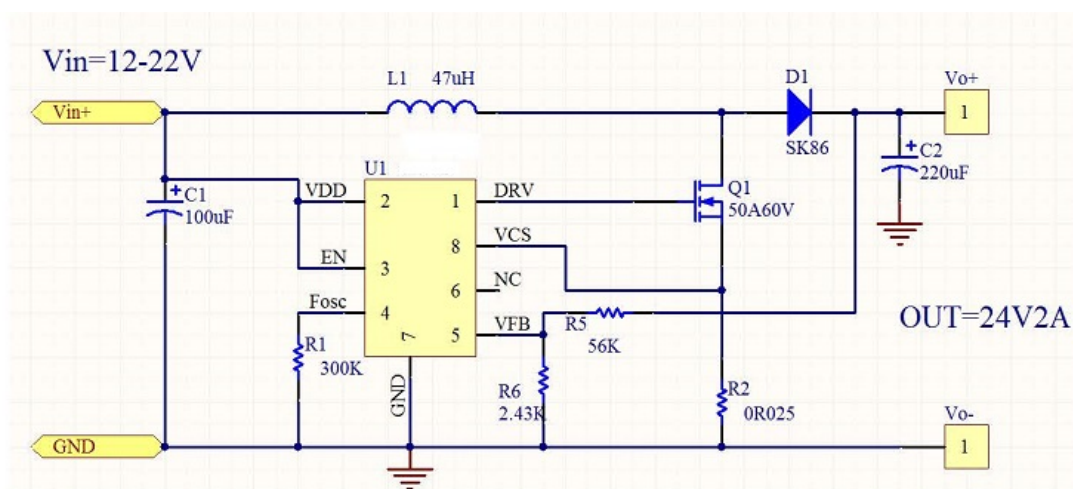 Vin=12-22V
L1 47uH
D1
Vo+
Vin+
1
SK86
U1
C2
220uF
C1
100uF
VDD
2
1
DRV
Q1
50A60V
8
VCS
EN
3
6
NC
Fosc
4
5
VFB
R5
56K
OUT=24V2A
R1
300K
7
GND
R6
2.43K
R2
0R025
Vo-
GND
1